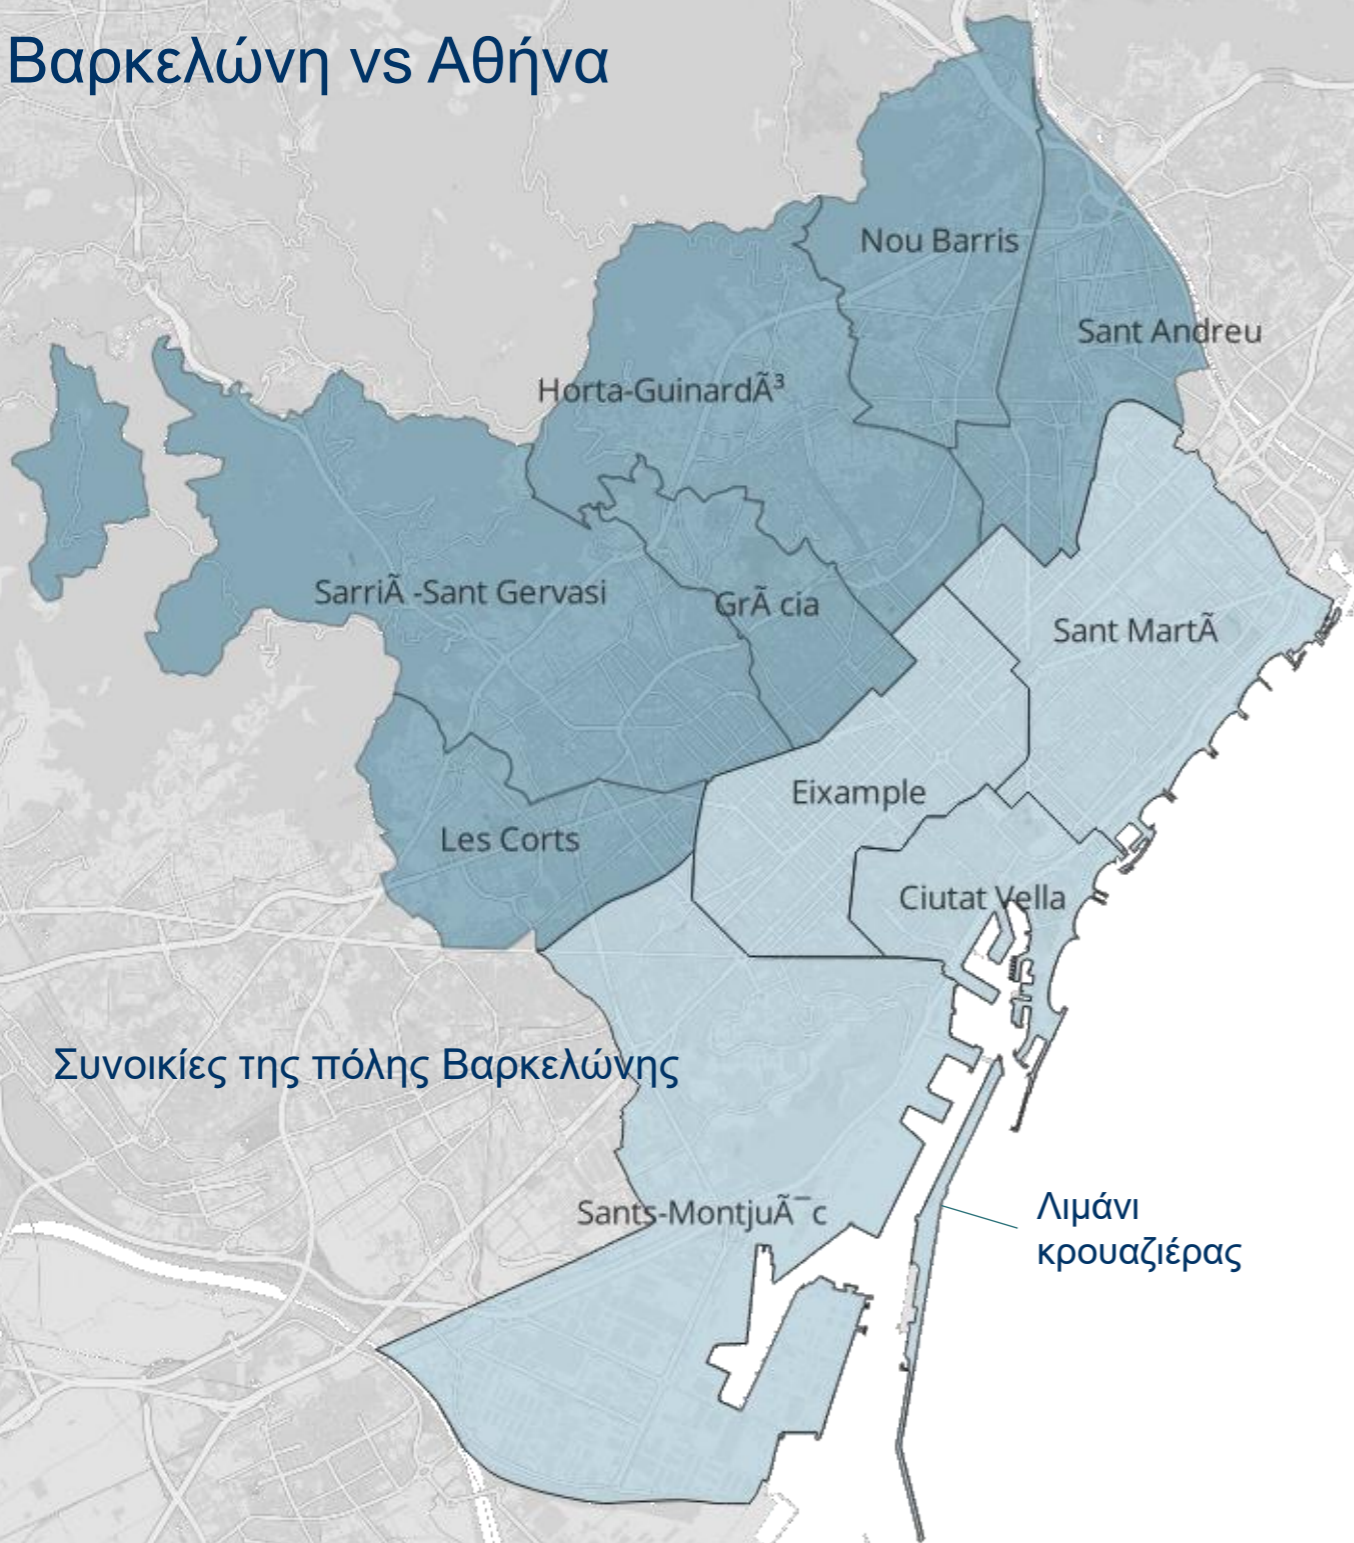 Βαρκελώνη vs Αθήνα
Nou Barris
Sant Andreu
Horta-GuinardÃ³
SarriÃ -Sant Gervasi
GrÃ cia
Sant MartÃ
Eixample
Les Corts
Ciutat Vella
Συνοικίες της πόλης Βαρκελώνης
Sants-MontjuÃ¯c
Λιμάνι
κρουαζιέρας